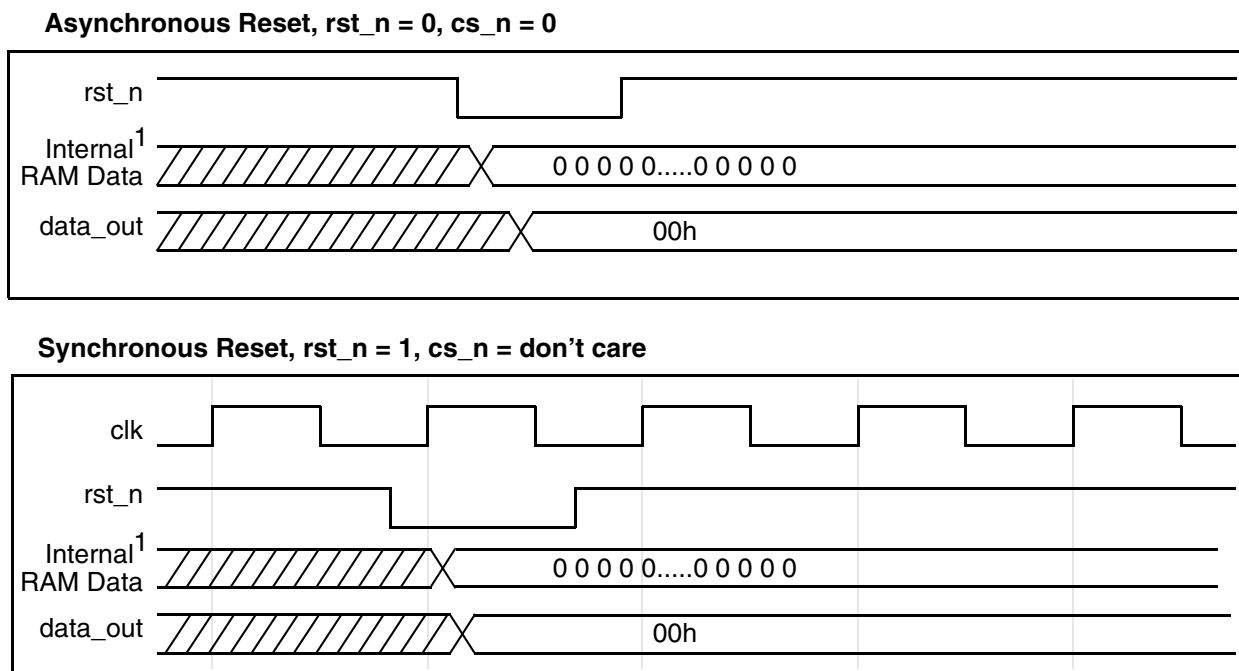 Asynchronous Reset, rst_n = 0, cs_n = 0
rst_n
Internal1
RAM Data
0 0 0 0 0.....0 0 0 0 0
data_out
00h
Synchronous Reset, rst_n = 1, cs_n = don't care
clk
rst_n
Internal1
RAM Data
0 0 0 0 0.....0 0 0 0 0
data_out
00h